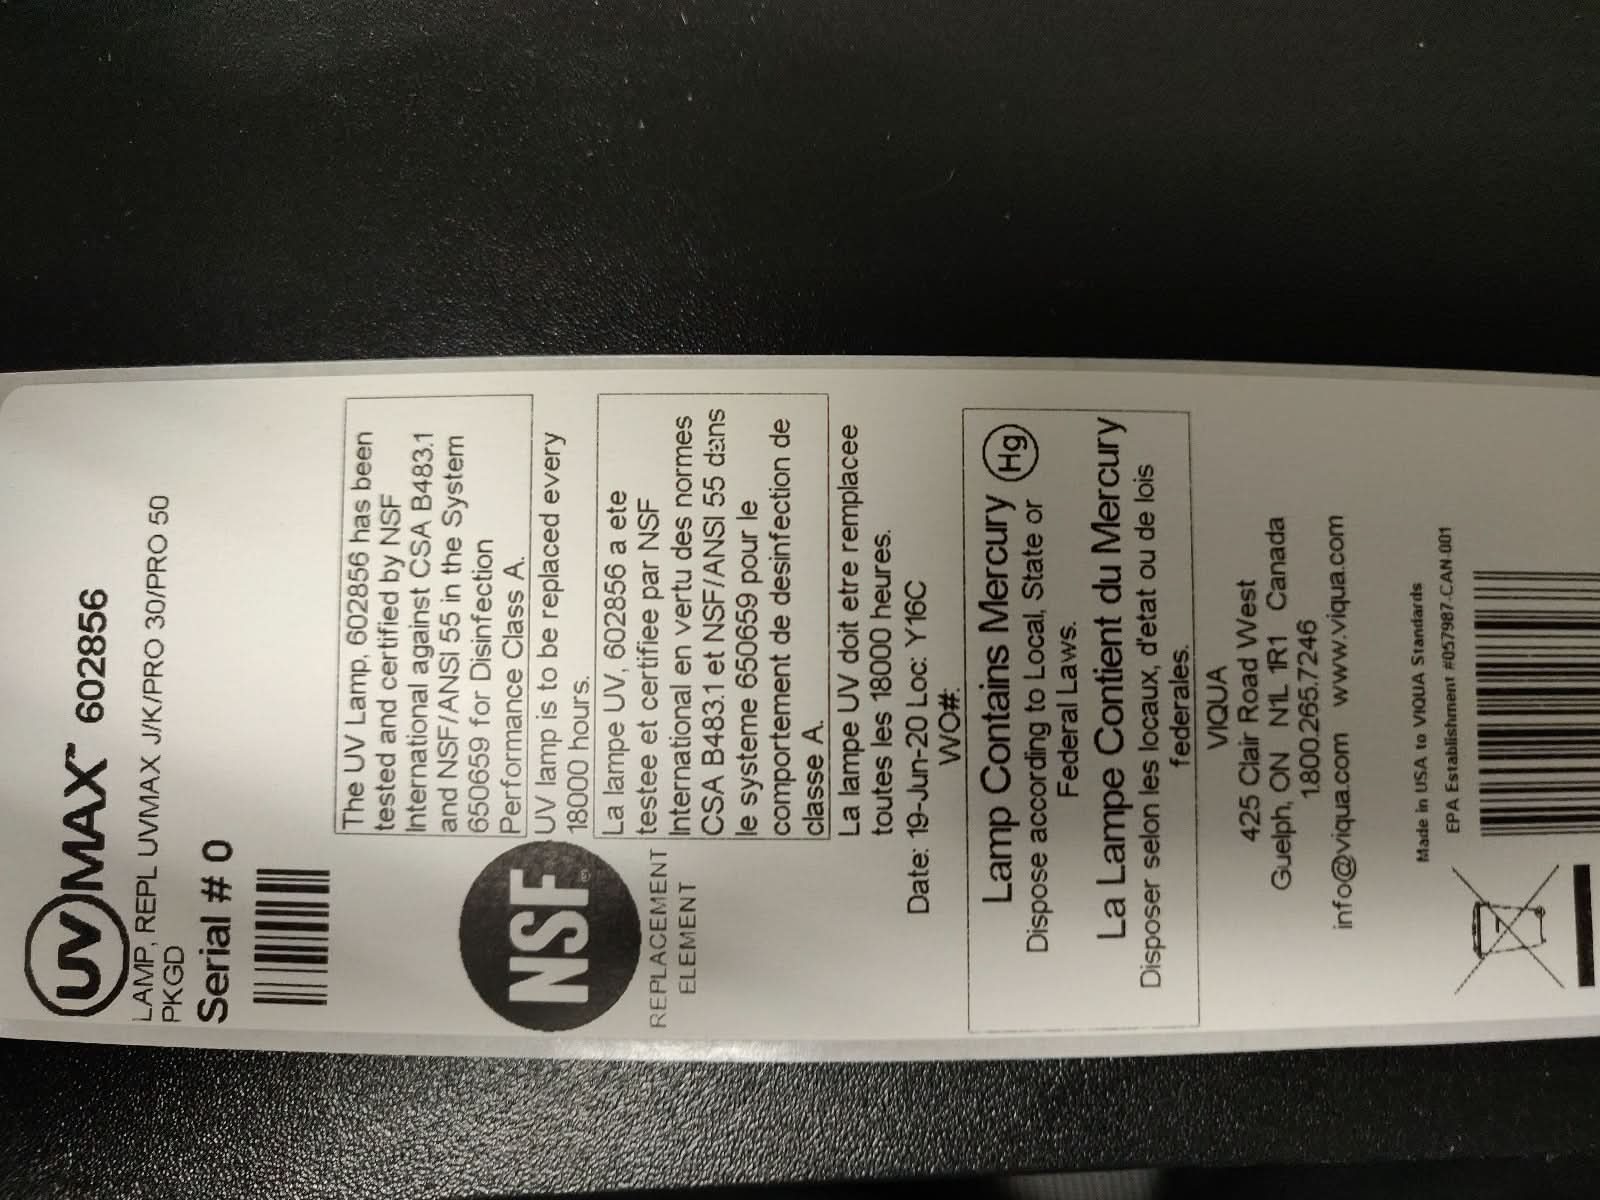 UV MAX™ 602856
LAMP, REPL UVMAX J/K/PRO 30/PRO 50
PKGD
Serial # 0
The UV Lamp, 602856 has been
tested and certified by NSF
International against CSA B483.1
and NSF/ANSI 55 in the System
650659 for Disinfection
Performance Class A.
UV lamp is to be replaced every
18000 hours.
NSF®
REPLACEMENT
ELEMENT
La lampe UV, 602856 a ete
testee et certifiee par NSF
International en vertu des normes
CSA B483.1 et NSF/ANSI 55 dans
le systeme 650659 pour le
comportement de desinfection de
classe A.
La lampe UV doit etre remplacee
toutes les 18000 heures.
Date: 19-Jun-20 Loc: Y16C
WO#:
Lamp Contains Mercury Hg
Dispose according to Local, State or
Federal Laws.
La Lampe Contient du Mercury
Disposer selon les locaux, d'etat ou de lois
federales.
VIQUA
425 Clair Road West
Guelph, ON N1L 1R1 Canada
1.800.265.7246
info@viqua.com www.viqua.com
Made in USA to VIQUA Standards
EPA Establishment #057987-CAN-001